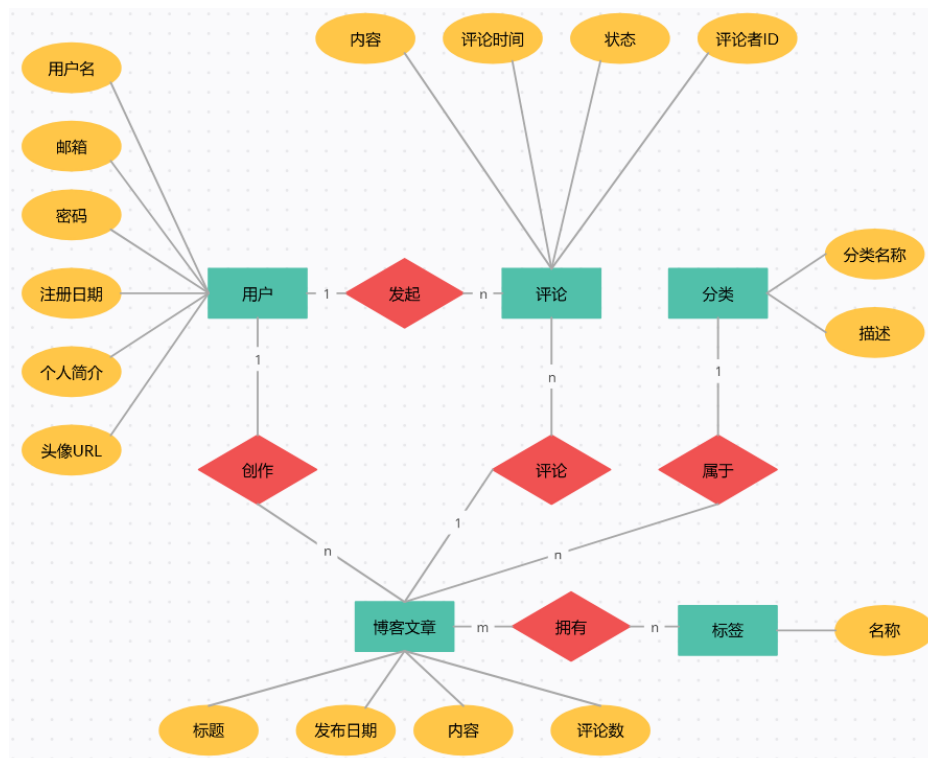 内容
评论时间
状态
评论者ID
用户名
邮箱
密码
注册日期
个人简介
头像URL
用户
1
发起
n
评论
分类
分类名称
描述
1
n
1
创作
评论
属于
n
1
n
博客文章
m
拥有
n
标签
名称
标题
发布日期
内容
评论数